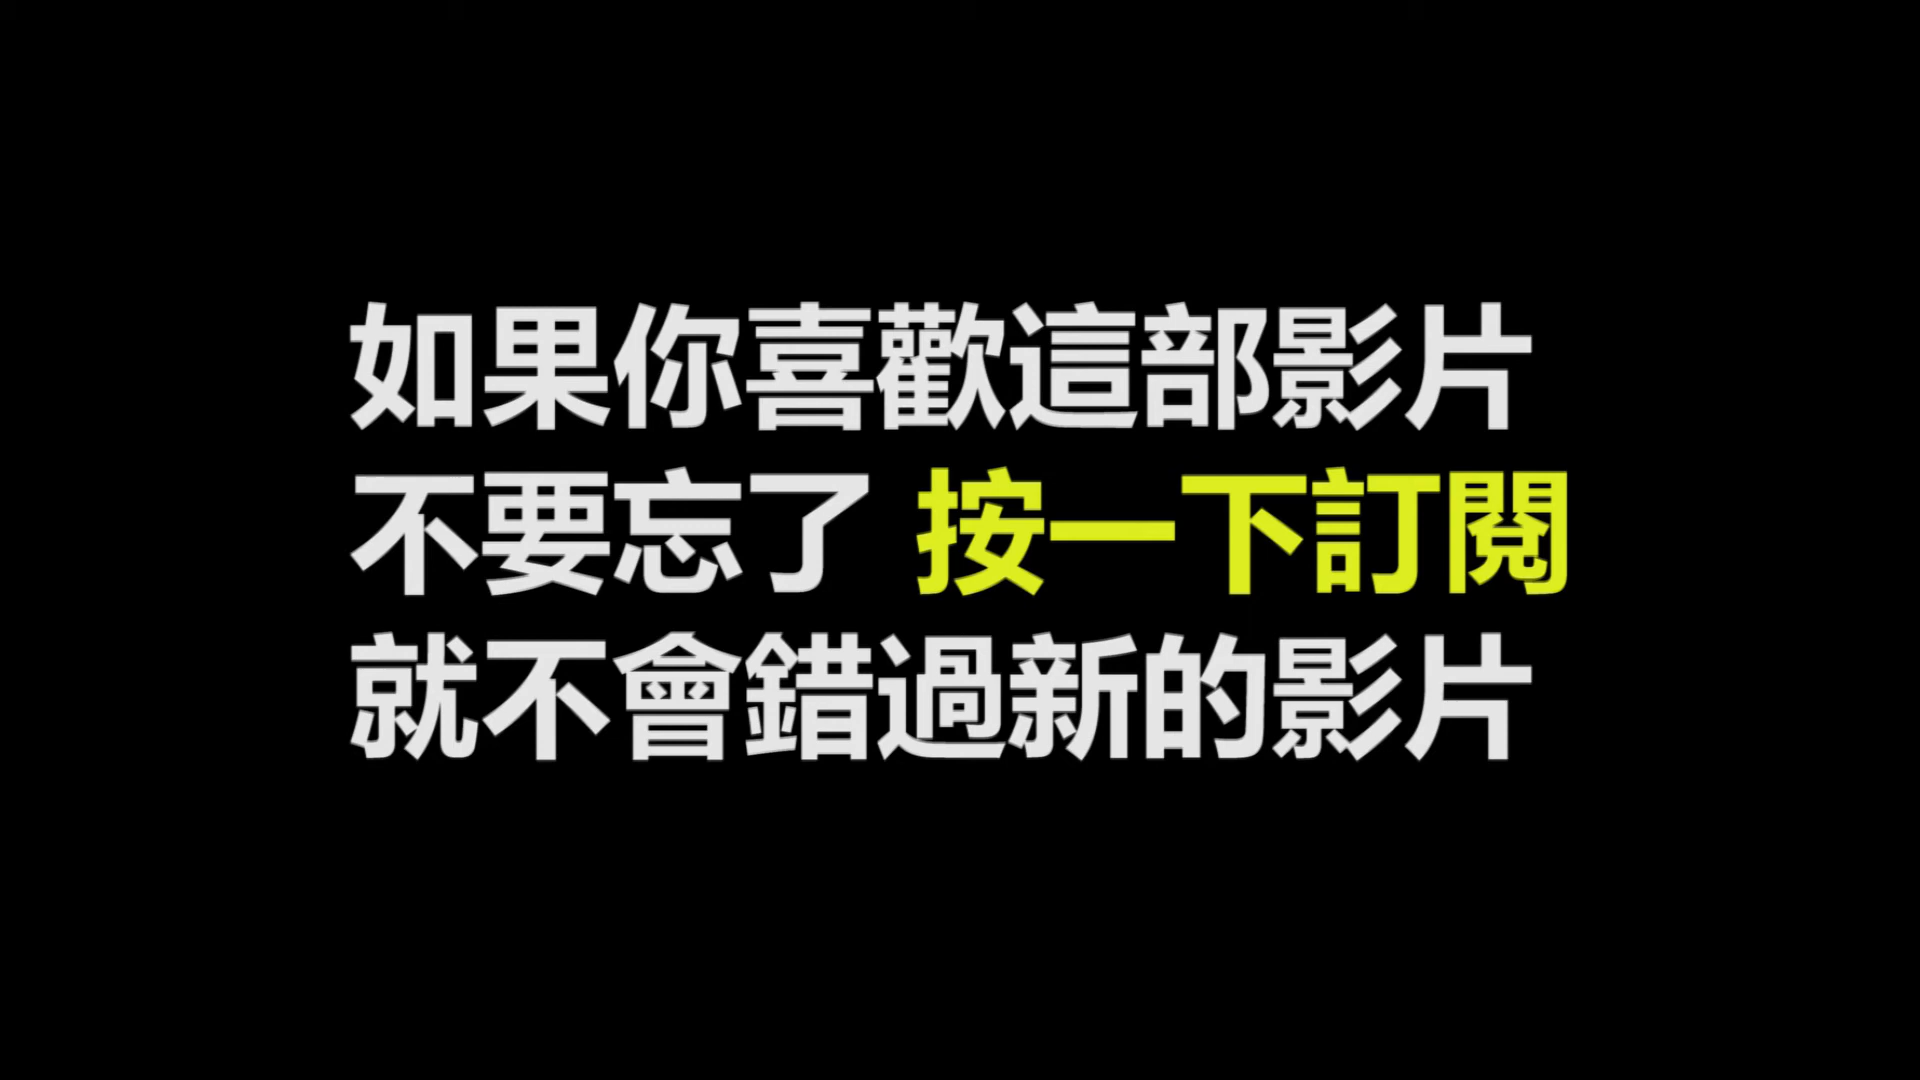 如果你喜歡這部影片
不要忘了 按一下訂閱
就不會錯過新的影片